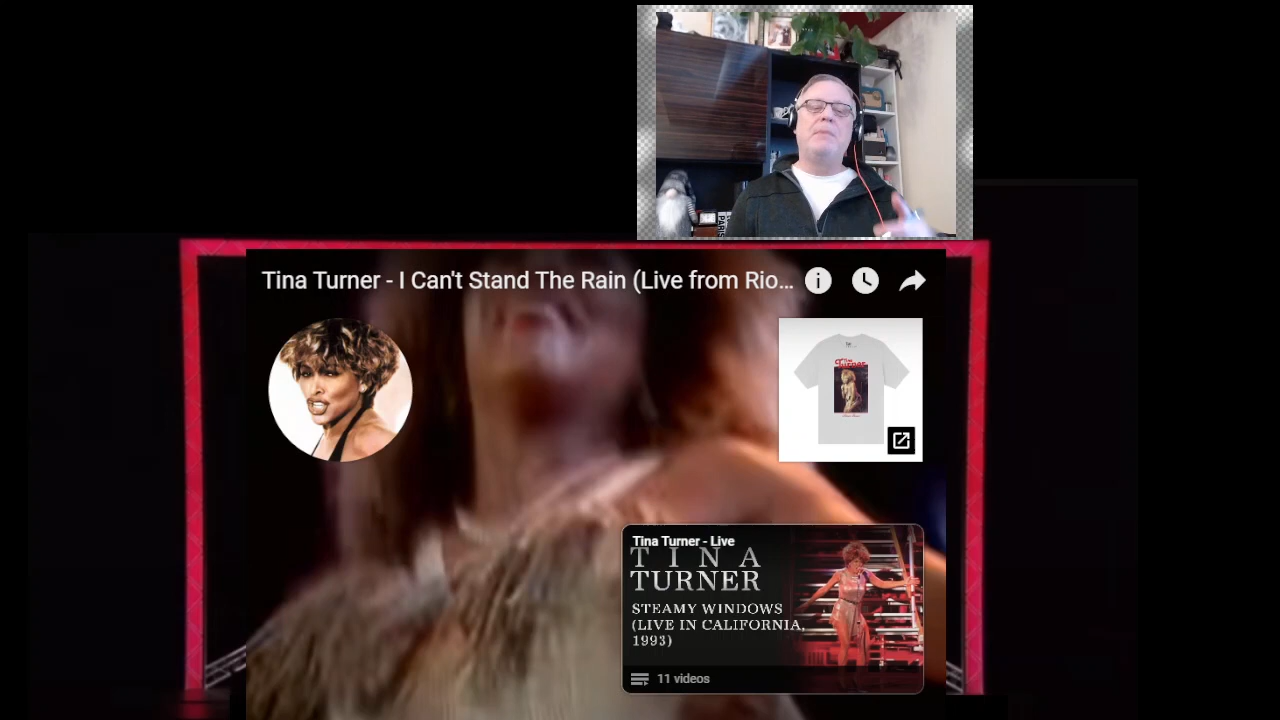 Tina Turner - I Can't Stand The Rain (Live from Rio...
Tina Turner - Live
TINA
TURNER
STEAMY WINDOWS
(LIVE IN CALIFORNIA,
1993)
11 videos
PARIS